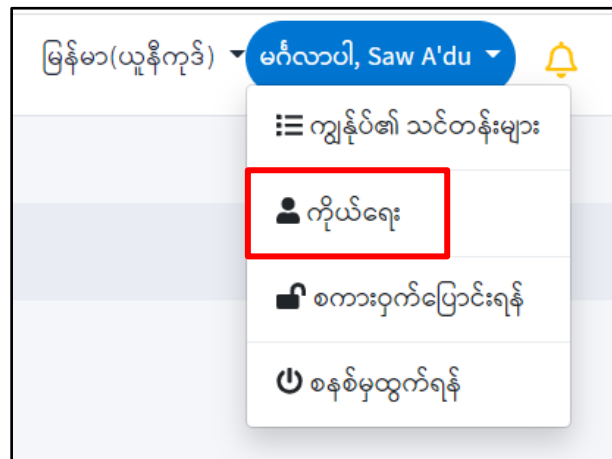 မြန်မာ(ယူနီကုဒ်) မင်္ဂလာပါ, Saw A'du
ကျွန်ုပ်၏ သင်တန်းများ
ကိုယ်ရေး
စကားဝှက်ပြောင်းရန်
စနစ်မှထွက်ရန်